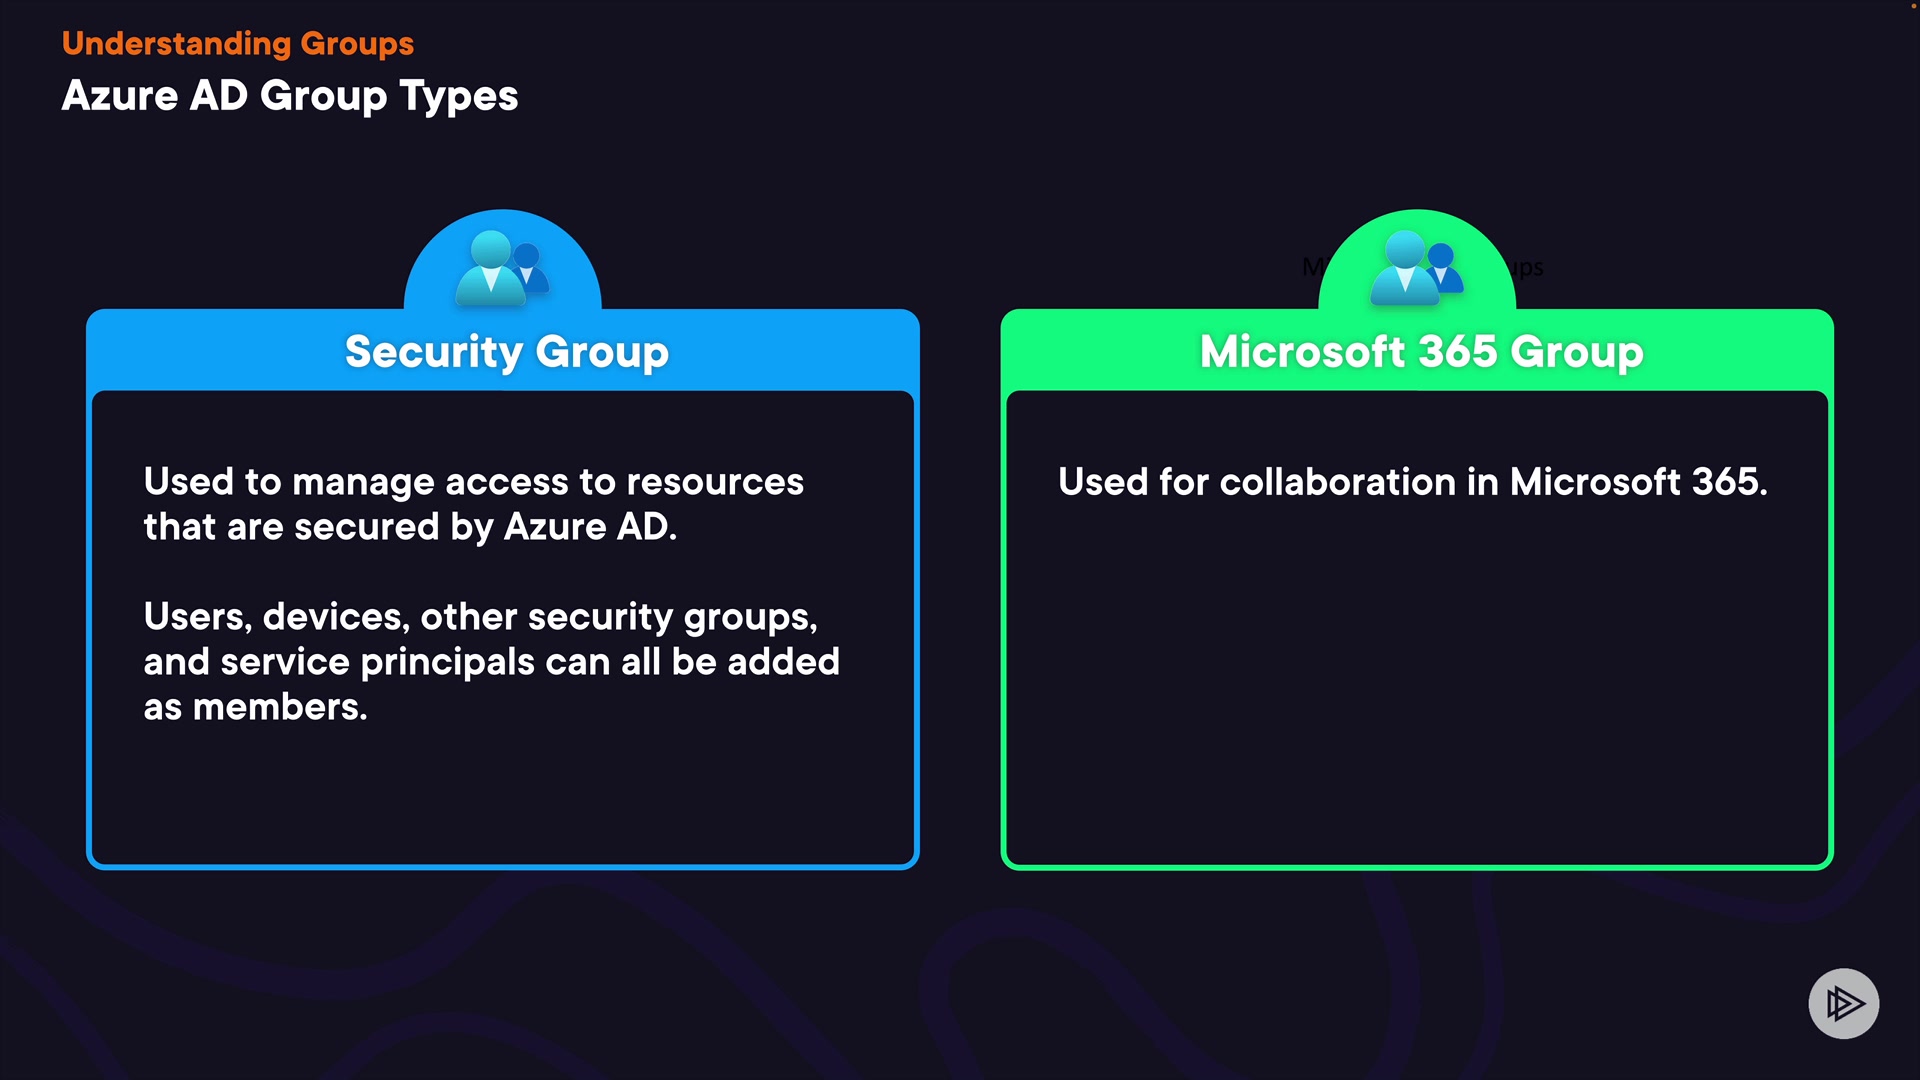 Understanding Groups
Azure AD Group Types
Security Group
Used to manage access to resources
that are secured by Azure AD.
Users, devices, other security groups,
and service principals can all be added
as members.
Microsoft 365 Group
Used for collaboration in Microsoft 365.